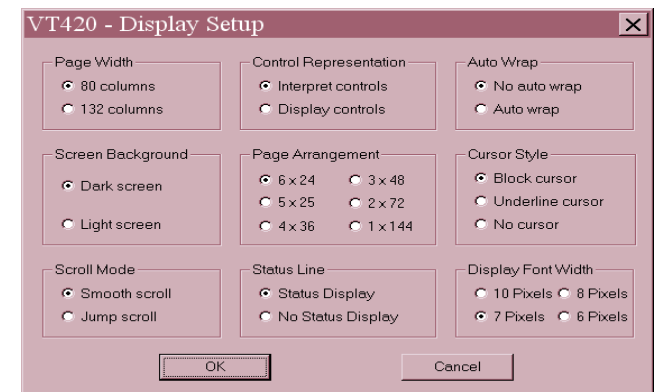 VT420 - Display Setup
Page Width
80 columns
132 columns
Control Representation
Interpret controls
Display controls
Auto Wrap
No auto wrap
Auto wrap
Screen Background
Dark screen
Light screen
Page Arrangement
6 x 24 3 x 48
5 x 25 2 x 72
4 x 36 1 x 144
Cursor Style
Block cursor
Underline cursor
No cursor
Scroll Mode
Smooth scroll
Jump scroll
Status Line
Status Display
No Status Display
Display Font Width
10 Pixels 8 Pixels
7 Pixels 6 Pixels
OK
Cancel